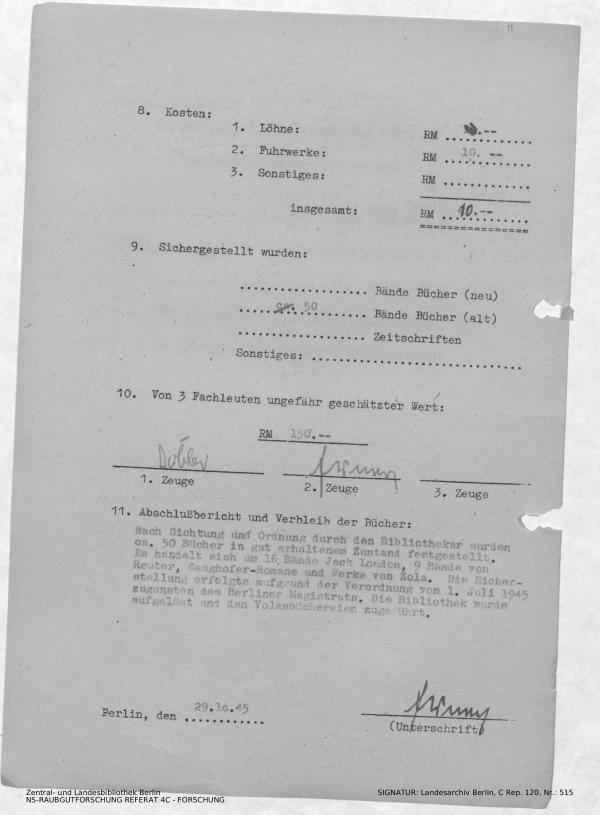 8. Kosten:
1. Löhne: RM .--
2. Fuhrwerke: RM 10. --
3. Sonstiges: RM ............
insgesamt: RM 10.--
9. Sichergestellt wurden:
................... Bände Bücher (neu)
ca. 50 Bände Bücher (alt)
................... Zeitschriften
Sonstiges: ...............................
10. Von 3 Fachleuten ungefähr geschätzter Wert:
RM 150.--
1. Zeuge 2. Zeuge 3. Zeuge
11. Abschlußbericht und Verbleib der Bücher:
Nach Sichtung und Ordnung durch den Bibliothekar wurden
ca. 50 Bücher in gut erhaltenem Zustand festgestellt.
Es handelt sich um 16 Bände Jack London, 9 Bände von
Reuter, Ganghofer-Romane und Werke von Zola. Die Sicher-
stellung erfolgte aufgrund der Verordnung vom 1. Juli 1945
zugunsten des Berliner Magistrats. Die Bibliothek wurde
aufgelöst und den Volksbüchereien zugeführt.
Berlin, den 29.10.45
(Unterschrift)
Zentral- und Landesbibliothek Berlin
NS-RAUBGUTFORSCHUNG REFERAT 4C - FORSCHUNG
SIGNATUR: Landesarchiv Berlin, C Rep. 120, Nr.: 515